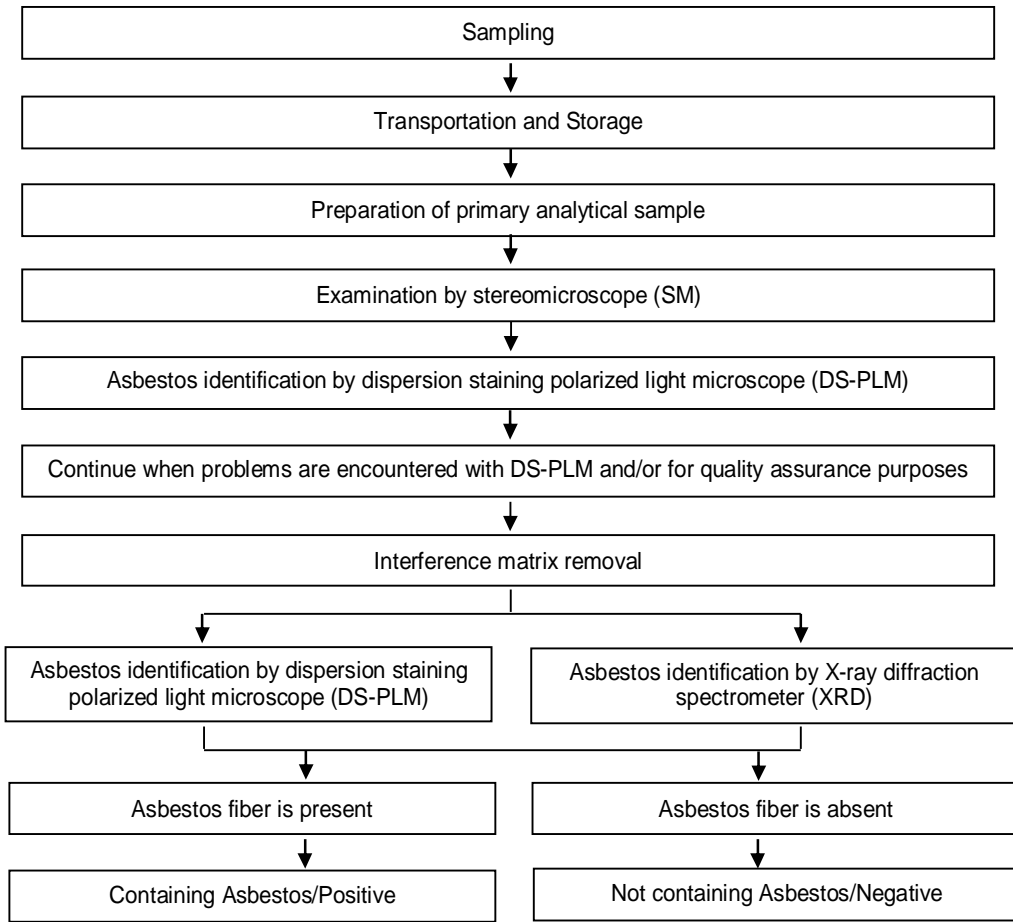 Sampling
Transportation and Storage
Preparation of primary analytical sample
Examination by stereomicroscope (SM)
Asbestos identification by dispersion staining polarized light microscope (DS-PLM)
Continue when problems are encountered with DS-PLM and/or for quality assurance purposes
Interference matrix removal
Asbestos identification by dispersion staining
polarized light microscope (DS-PLM)
Asbestos identification by X-ray diffraction
spectrometer (XRD)
Asbestos fiber is present
Asbestos fiber is absent
Containing Asbestos/Positive
Not containing Asbestos/Negative